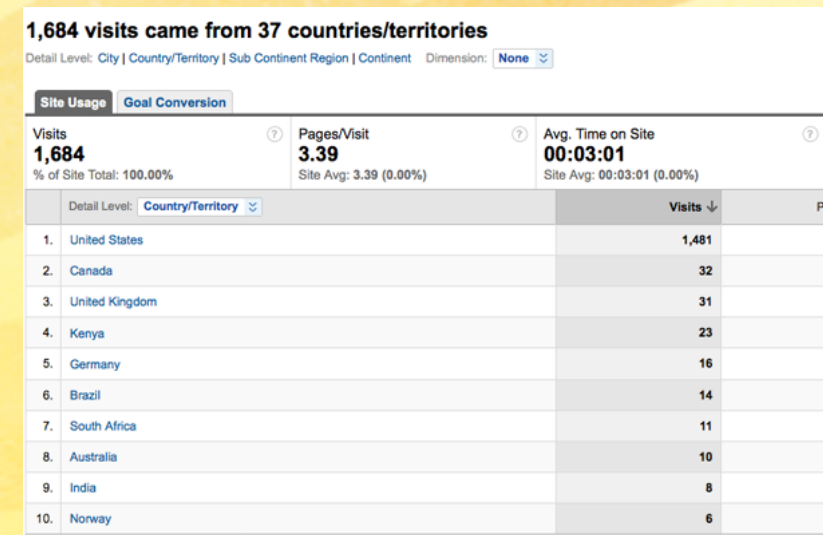 1,684 visits came from 37 countries/territories
Detail Level: City | Country/Territory | Sub Continent Region | Continent Dimension: None
Site Usage Goal Conversion
Visits ? Pages/Visit ? Avg. Time on Site ?
1,684 3.39 00:03:01
% of Site Total: 100.00% Site Avg: 3.39 (0.00%) Site Avg: 00:03:01 (0.00%)
Detail Level: Country/Territory Visits ↓ P
1. United States 1,481
2. Canada 32
3. United Kingdom 31
4. Kenya 23
5. Germany 16
6. Brazil 14
7. South Africa 11
8. Australia 10
9. India 8
10. Norway 6